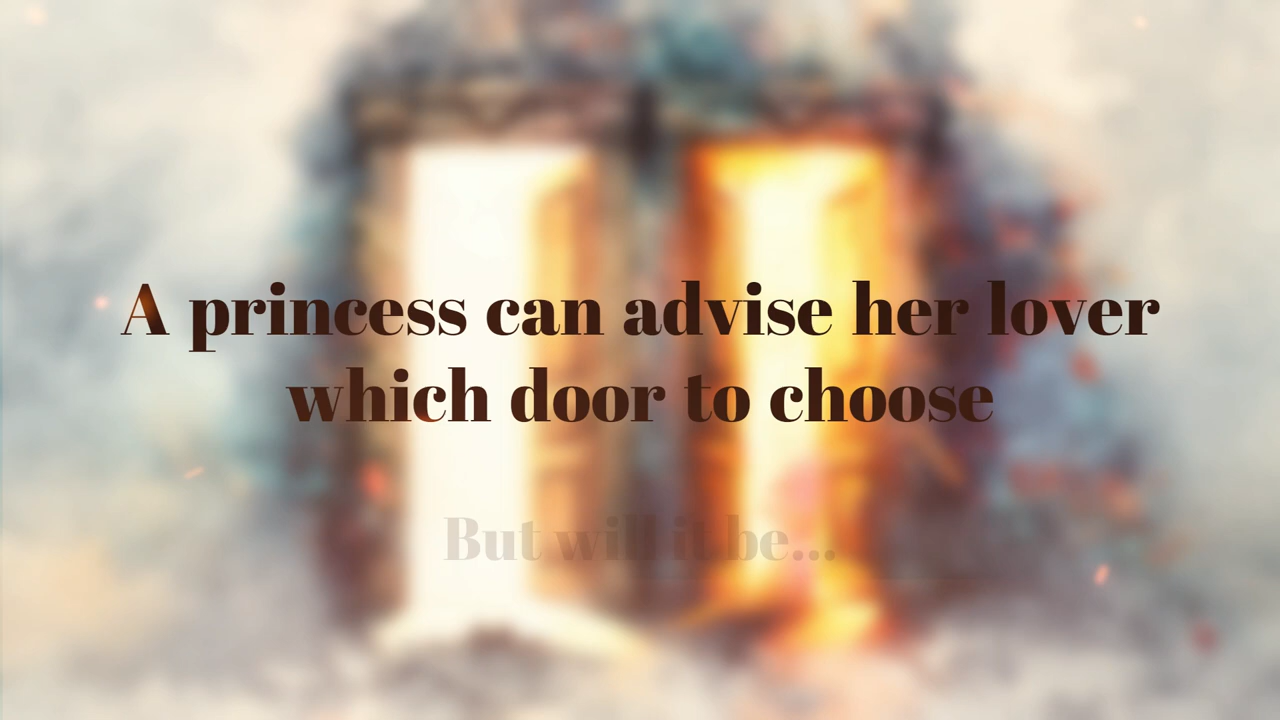 A princess can advise her lover
which door to choose
But will it be...